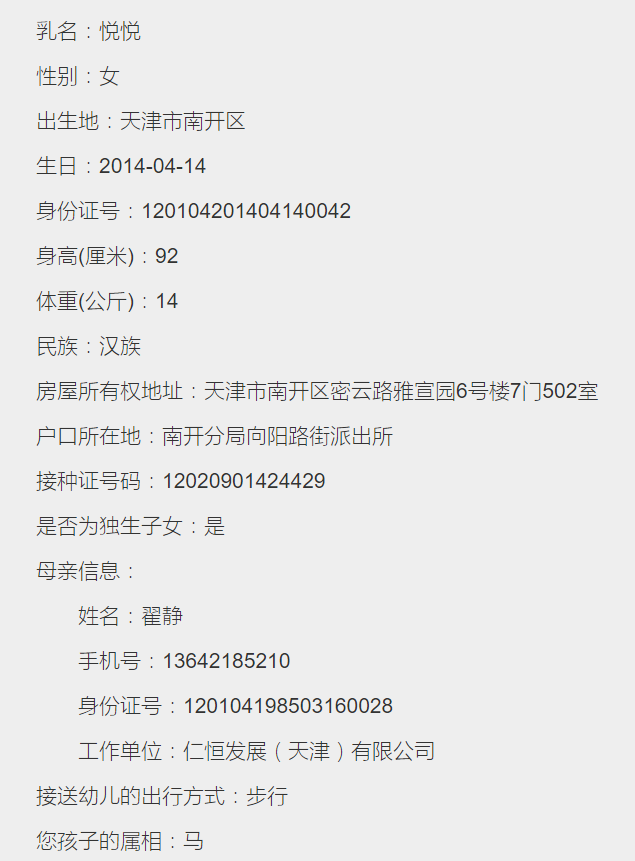 乳名：悦悦
性别：女
出生地：天津市南开区
生日：2014-04-14
身份证号：120104201404140042
身高(厘米)：92
体重(公斤)：14
民族：汉族
房屋所有权地址：天津市南开区密云路雅宣园6号楼7门502室
户口所在地：南开分局向阳路街派出所
接种证号码：12020901424429
是否为独生子女：是
母亲信息：
姓名：翟静
手机号：13642185210
身份证号：120104198503160028
工作单位：仁恒发展（天津）有限公司
接送幼儿的出行方式：步行
您孩子的属相：马